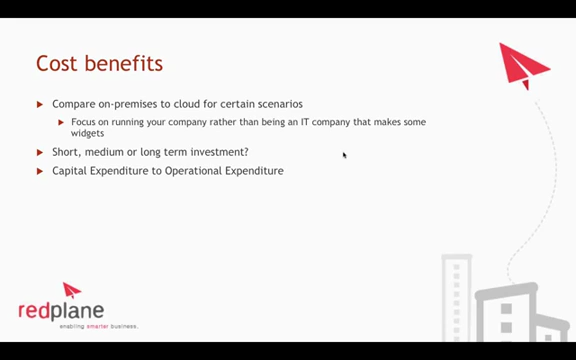 Cost benefits
Compare on-premises to cloud for certain scenarios
Focus on running your company rather than being an IT company that makes some
widgets
Short, medium or long term investment?
Capital Expenditure to Operational Expenditure
redplane
enabling smarter business.